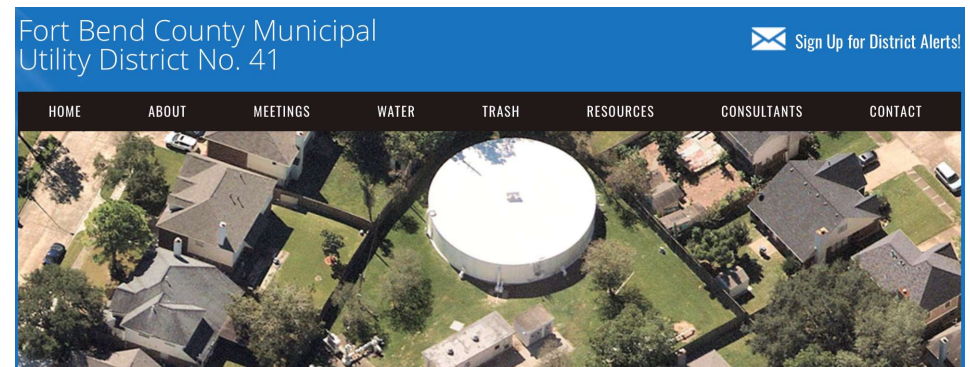 Fort Bend County Municipal
Utility District No. 41
Sign Up for District Alerts!
HOME ABOUT MEETINGS WATER TRASH RESOURCES CONSULTANTS CONTACT